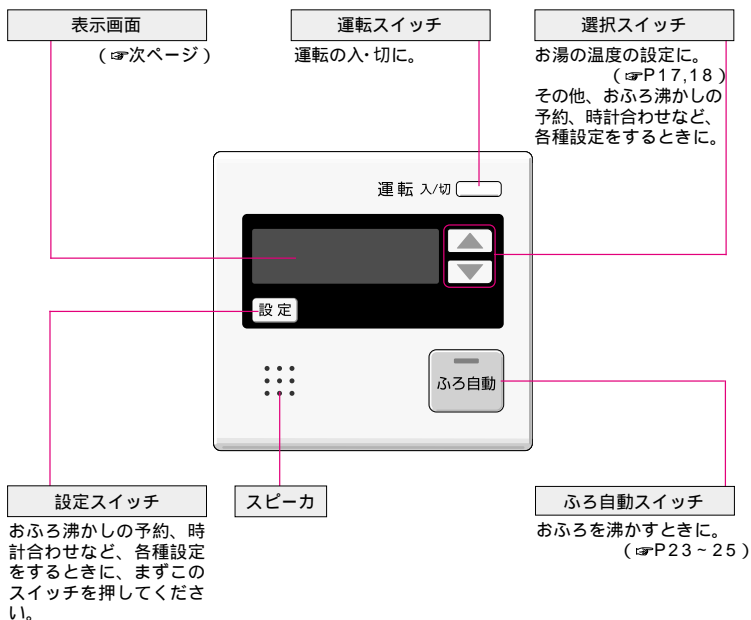 表示画面
(☞次ページ)
運転スイッチ
運転の入・切に。
選択スイッチ
お湯の温度の設定に。
(☞P17,18)
その他、おふろ沸かしの
予約、時計合わせなど、
各種設定をするときに。
運転 入/切
設定
ふろ自動
設定スイッチ
おふろ沸かしの予約、時
計合わせなど、各種設定
をするときに、まずこの
スイッチを押してくださ
い。
スピーカ
ふろ自動スイッチ
おふろを沸かすときに。
(☞P23~25)